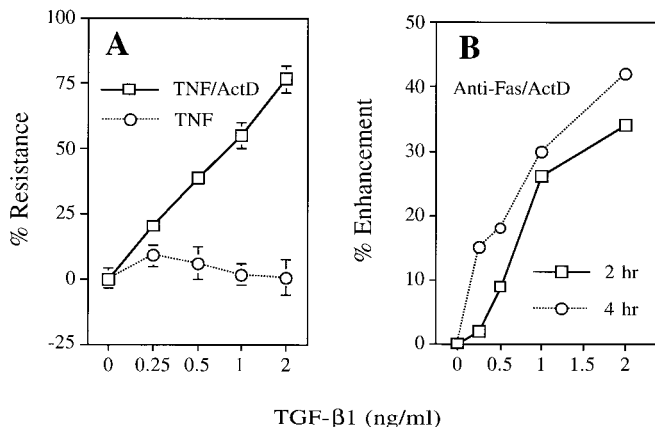 A
TNF/ActD
TNF
% Resistance
100
75
50
25
0
-25
0 0.25 0.5 1 2
B
Anti-Fas/ActD
% Enhancement
50
40
30
20
10
0
2 hr
4 hr
0 0.5 1 1.5 2
TGF-β1 (ng/ml)